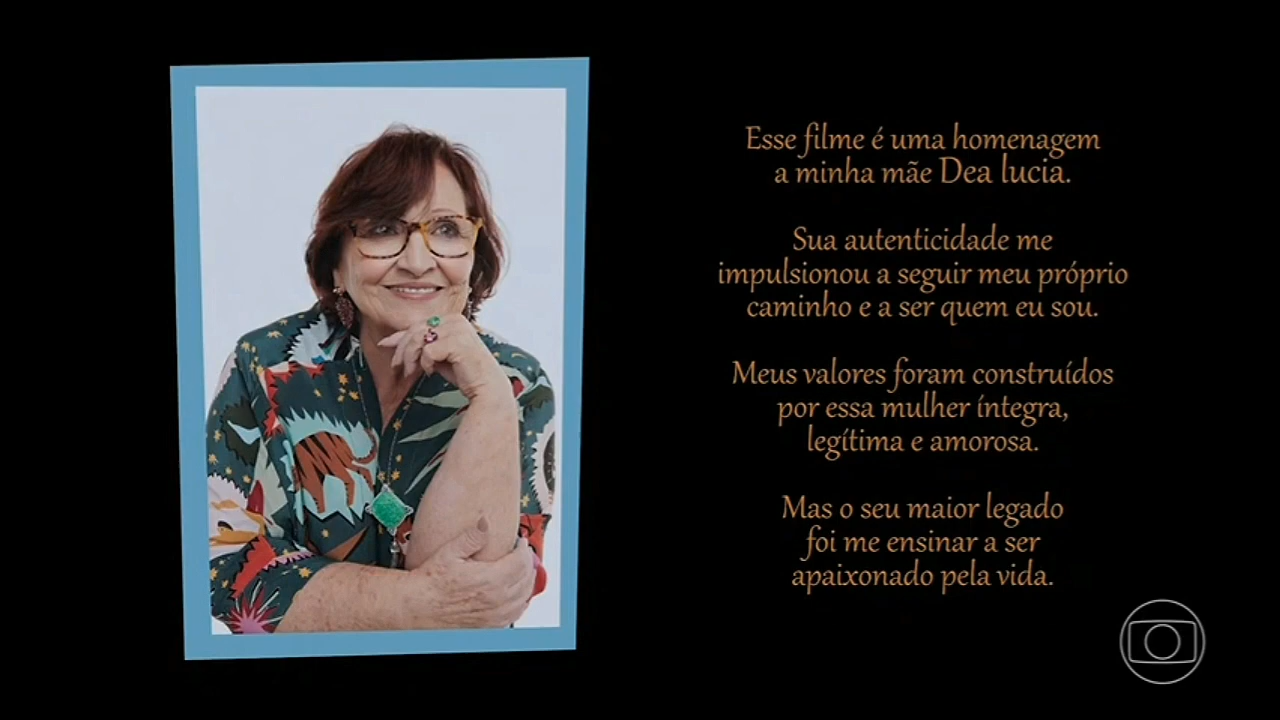 Esse filme é uma homenagem
a minha mãe Dea lucia.
Sua autenticidade me
impulsionou a seguir meu próprio
caminho e a ser quem eu sou.
Meus valores foram construídos
por essa mulher íntegra,
legítima e amorosa.
Mas o seu maior legado
foi me ensinar a ser
apaixonado pela vida.